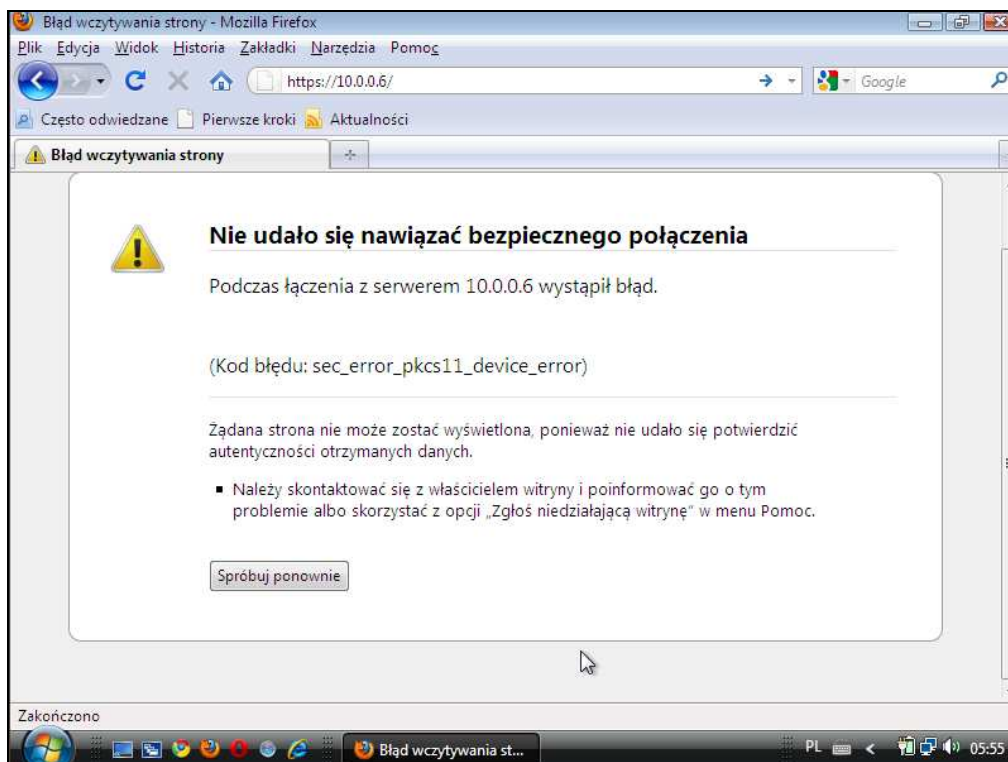 Błąd wczytywania strony - Mozilla Firefox
Plik Edycja Widok Historia Zakładki Narzędzia Pomoc
https://10.0.0.6/ Google
Często odwiedzane Pierwsze kroki Aktualności
Błąd wczytywania strony
Nie udało się nawiązać bezpiecznego połączenia
Podczas łączenia z serwerem 10.0.0.6 wystąpił błąd.
(Kod błędu: sec_error_pkcs11_device_error)
Żądana strona nie może zostać wyświetlona, ponieważ nie udało się potwierdzić
autentyczności otrzymanych danych.
Należy skontaktować się z właścicielem witryny i poinformować go o tym
problemie albo skorzystać z opcji „Zgłoś niedziałającą witrynę” w menu Pomoc.
Spróbuj ponownie
Zakończono
Błąd wczytywania st... PL 05:55